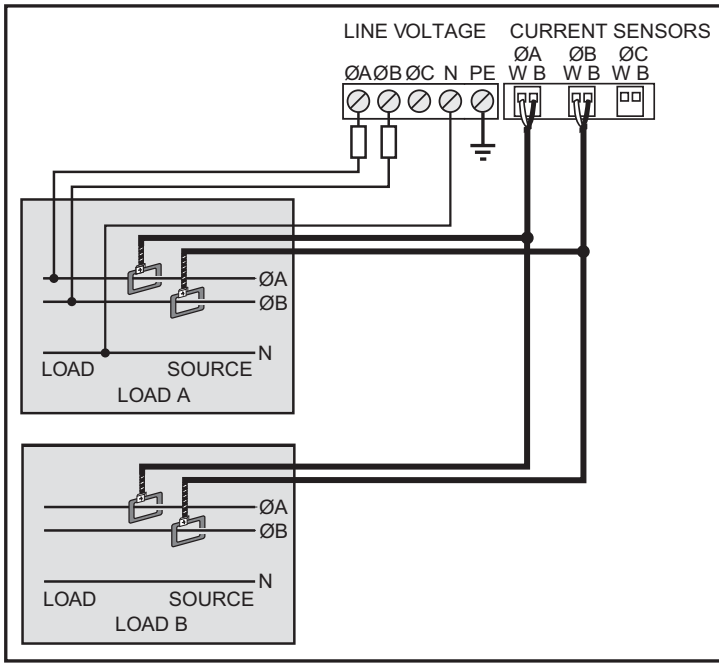 LINE VOLTAGE
CURRENT SENSORS
ØA ØB ØC
ØA ØB ØC N PE
W B W B W B
ØA
ØB
N
LOAD SOURCE
LOAD A
ØA
ØB
N
LOAD SOURCE
LOAD B